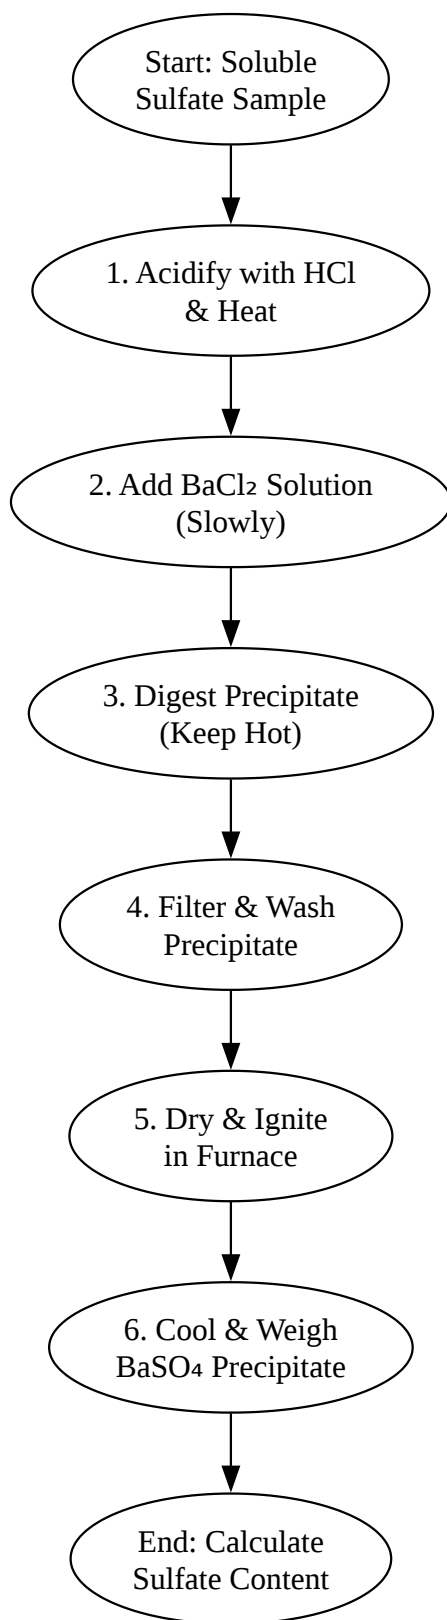 Start: Soluble
Sulfate Sample
1. Acidify with HCl
& Heat
2. Add BaCl₂ Solution
(Slowly)
3. Digest Precipitate
(Keep Hot)
4. Filter & Wash
Precipitate
5. Dry & Ignite
in Furnace
6. Cool & Weigh
BaSO₄ Precipitate
End: Calculate
Sulfate Content